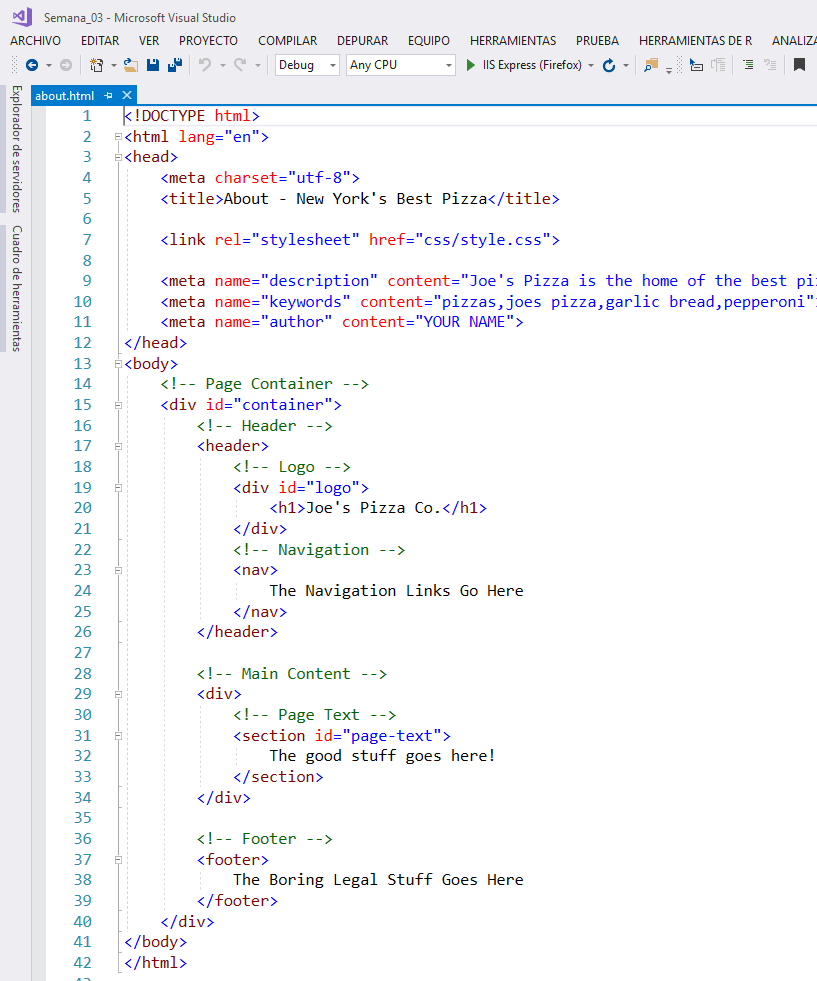 Semana_03 - Microsoft Visual Studio
ARCHIVO EDITAR VER PROYECTO COMPILAR DEPURAR EQUIPO HERRAMIENTAS PRUEBA HERRAMIENTAS DE R ANALIZA
Debug Any CPU IIS Express (Firefox)
Explorador de servidores
Cuadro de herramientas
about.html
1 <!DOCTYPE html>
2 <html lang="en">
3 <head>
4 <meta charset="utf-8">
5 <title>About - New York's Best Pizza</title>
6
7 <link rel="stylesheet" href="css/style.css">
8
9 <meta name="description" content="Joe's Pizza is the home of the best piz
10 <meta name="keywords" content="pizzas,joes pizza,garlic bread,pepperoni"
11 <meta name="author" content="YOUR NAME">
12 </head>
13 <body>
14 <!-- Page Container -->
15 <div id="container">
16 <!-- Header -->
17 <header>
18 <!-- Logo -->
19 <div id="logo">
20 <h1>Joe's Pizza Co.</h1>
21 </div>
22 <!-- Navigation -->
23 <nav>
24 The Navigation Links Go Here
25 </nav>
26 </header>
27
28 <!-- Main Content -->
29 <div>
30 <!-- Page Text -->
31 <section id="page-text">
32 The good stuff goes here!
33 </section>
34 </div>
35
36 <!-- Footer -->
37 <footer>
38 The Boring Legal Stuff Goes Here
39 </footer>
40 </div>
41 </body>
42 </html>